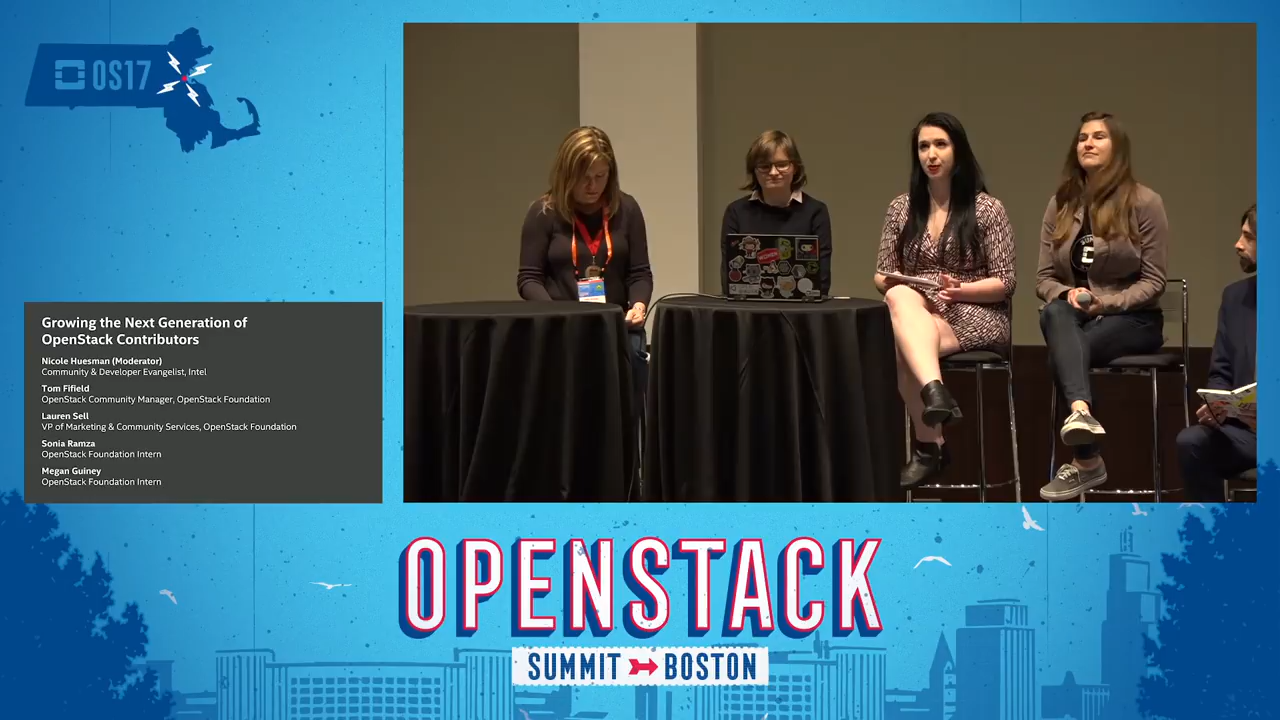 OS17
Growing the Next Generation of
OpenStack Contributors
Nicole Huesman (Moderator)
Community & Developer Evangelist, Intel
Tom Fifield
OpenStack Community Manager, OpenStack Foundation
Lauren Sell
VP of Marketing & Community Services, OpenStack Foundation
Sonia Ramza
OpenStack Foundation Intern
Megan Guiney
OpenStack Foundation Intern
OPENSTACK
SUMMIT BOSTON